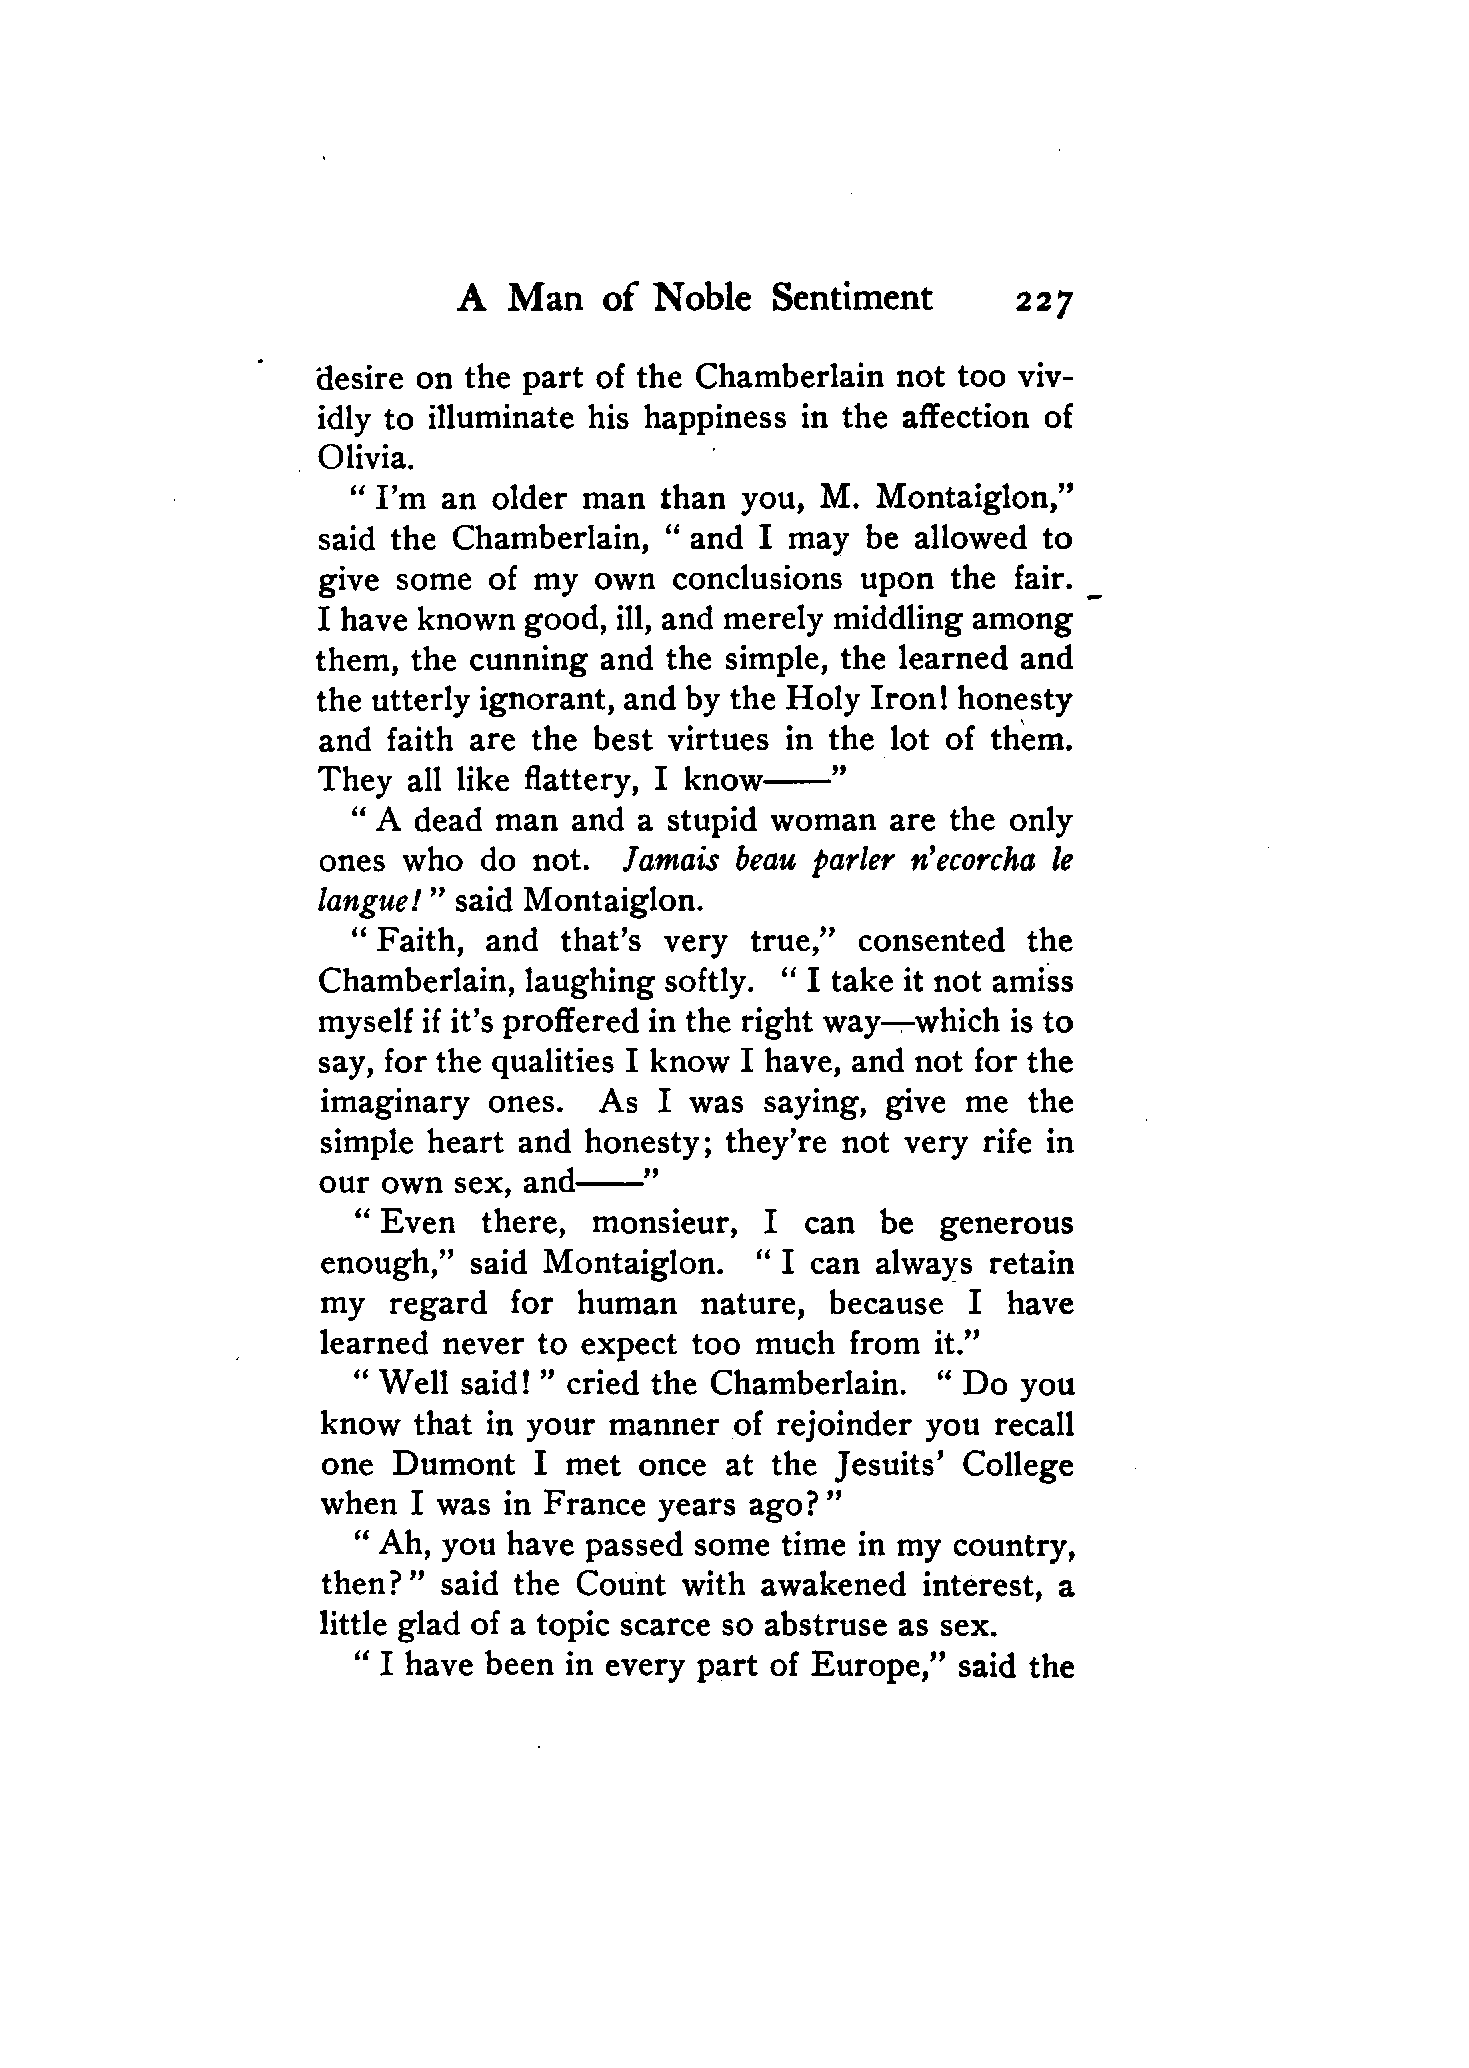 A Man of Noble Sentiment 227
desire on the part of the Chamberlain not too viv-
idly to illuminate his happiness in the affection of
Olivia.
" I'm an older man than you, M. Montaiglon,"
said the Chamberlain, " and I may be allowed to
give some of my own conclusions upon the fair.
I have known good, ill, and merely middling among
them, the cunning and the simple, the learned and
the utterly ignorant, and by the Holy Iron! honesty
and faith are the best virtues in the lot of them.
They all like flattery, I know——"
" A dead man and a stupid woman are the only
ones who do not. Jamais beau parler n'ecorcha le
langue! " said Montaiglon.
" Faith, and that's very true," consented the
Chamberlain, laughing softly. " I take it not amiss
myself if it's proffered in the right way—which is to
say, for the qualities I know I have, and not for the
imaginary ones. As I was saying, give me the
simple heart and honesty; they're not very rife in
our own sex, and——"
" Even there, monsieur, I can be generous
enough," said Montaiglon. " I can always retain
my regard for human nature, because I have
learned never to expect too much from it."
" Well said! " cried the Chamberlain. " Do you
know that in your manner of rejoinder you recall
one Dumont I met once at the Jesuits' College
when I was in France years ago? "
" Ah, you have passed some time in my country,
then? " said the Count with awakened interest, a
little glad of a topic scarce so abstruse as sex.
" I have been in every part of Europe," said the